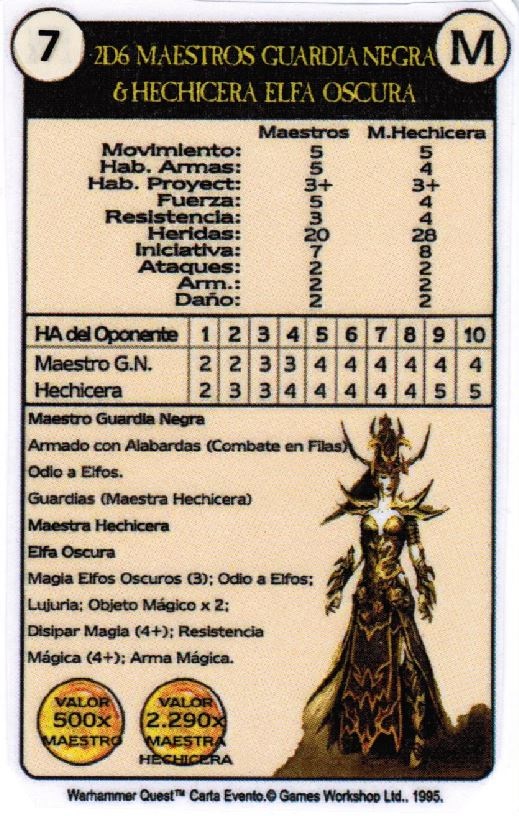 7
2D6 MAESTROS GUARDIA NEGRA
M
& HECHICERA ELFA OSCURA
Maestros M.Hechicera
Movimiento: 5 5
Hab. Armas: 5 4
Hab. Proyect: 3+ 3+
Fuerza: 5 4
Resistencia: 3 4
Heridas: 20 28
Iniciativa: 7 8
Ataques: 2 2
Arm.: 2 2
Daño: 2 2
HA del Oponente 1 2 3 4 5 6 7 8 9 10
Maestro G.N. 2 2 3 3 4 4 4 4 4 4
Hechicera 2 3 3 4 4 4 4 4 5 5
Maestro Guardia Negra
Armado con Alabardas (Combate en Filas)
Odio a Elfos.
Guardias (Maestra Hechicera)
Maestra Hechicera
Elfa Oscura
Magia Elfos Oscuros (3); Odio a Elfos;
Lujuria; Objeto Mágico x 2;
Disipar Magia (4+); Resistencia
Mágica (4+); Arma Mágica.
VALOR
500x
MAESTRO
VALOR
2.290x
MAESTRA
HECHICERA
Warhammer Quest™ Carta Evento.© Games Workshop Ltd.. 1995.